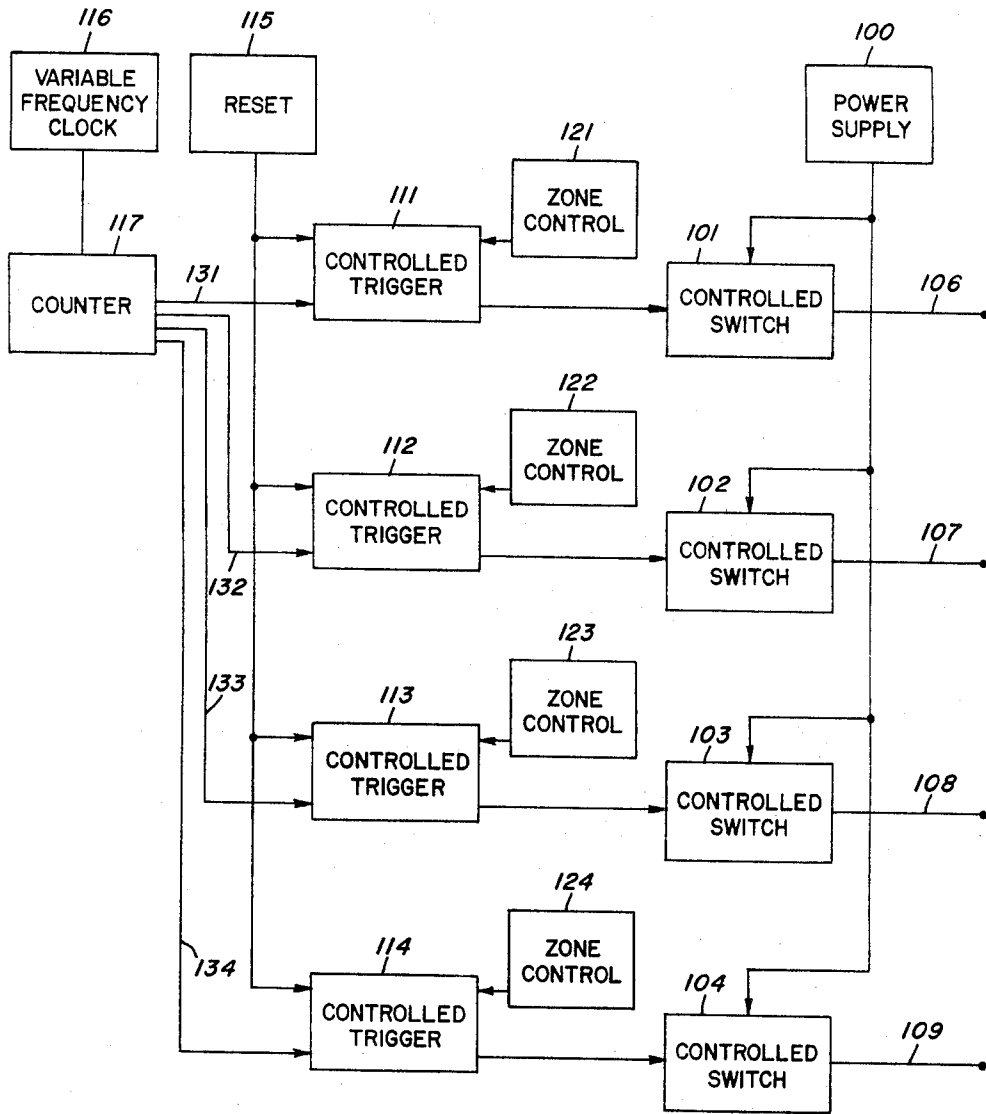 116
115
100
VARIABLE
FREQUENCY
CLOCK
RESET
POWER
SUPPLY
121
ZONE
CONTROL
117
111
101
COUNTER
131
CONTROLLED
TRIGGER
CONTROLLED
SWITCH
106
122
ZONE
CONTROL
112
102
CONTROLLED
TRIGGER
CONTROLLED
SWITCH
107
132
123
ZONE
CONTROL
133
113
103
CONTROLLED
TRIGGER
CONTROLLED
SWITCH
108
124
ZONE
CONTROL
134
114
104
CONTROLLED
TRIGGER
CONTROLLED
SWITCH
109